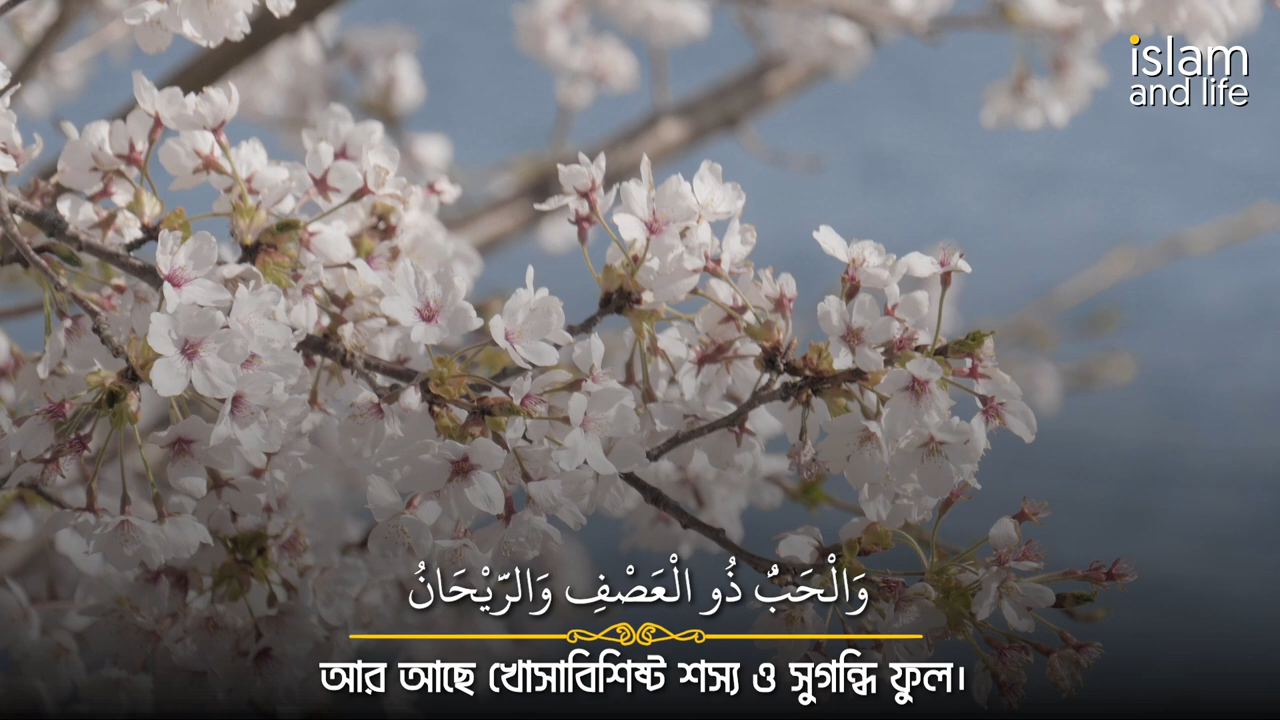 islam
and life
وَالْحَبُّ ذُو الْعَصْفِ وَالرَّيْحَانُ
আর আছে খোসাবিশিষ্ট শস্য ও সুগন্ধি ফুল।